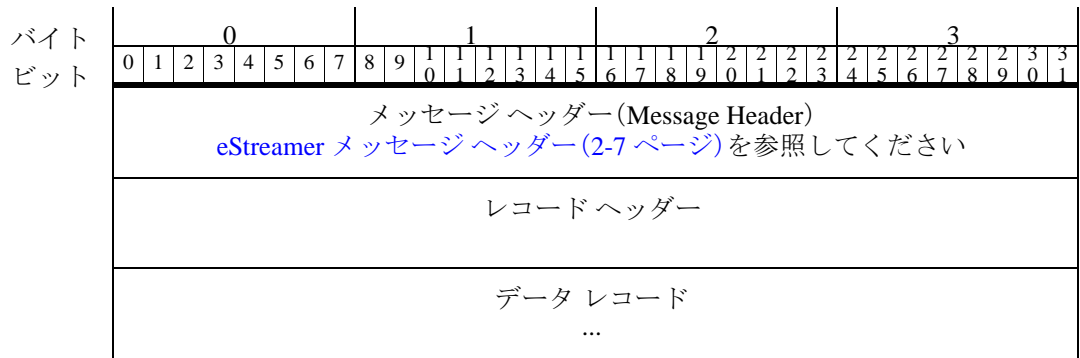 バイト 0 1 2 3
ビット 0 1 2 3 4 5 6 7 8 9 10 11 12 13 14 15 16 17 18 19 20 21 22 23 24 25 26 27 28 29 30 31
メッセージ ヘッダー(Message Header)
eStreamer メッセージ ヘッダー(2-7 ページ)を参照してください
レコード ヘッダー
データ レコード
...